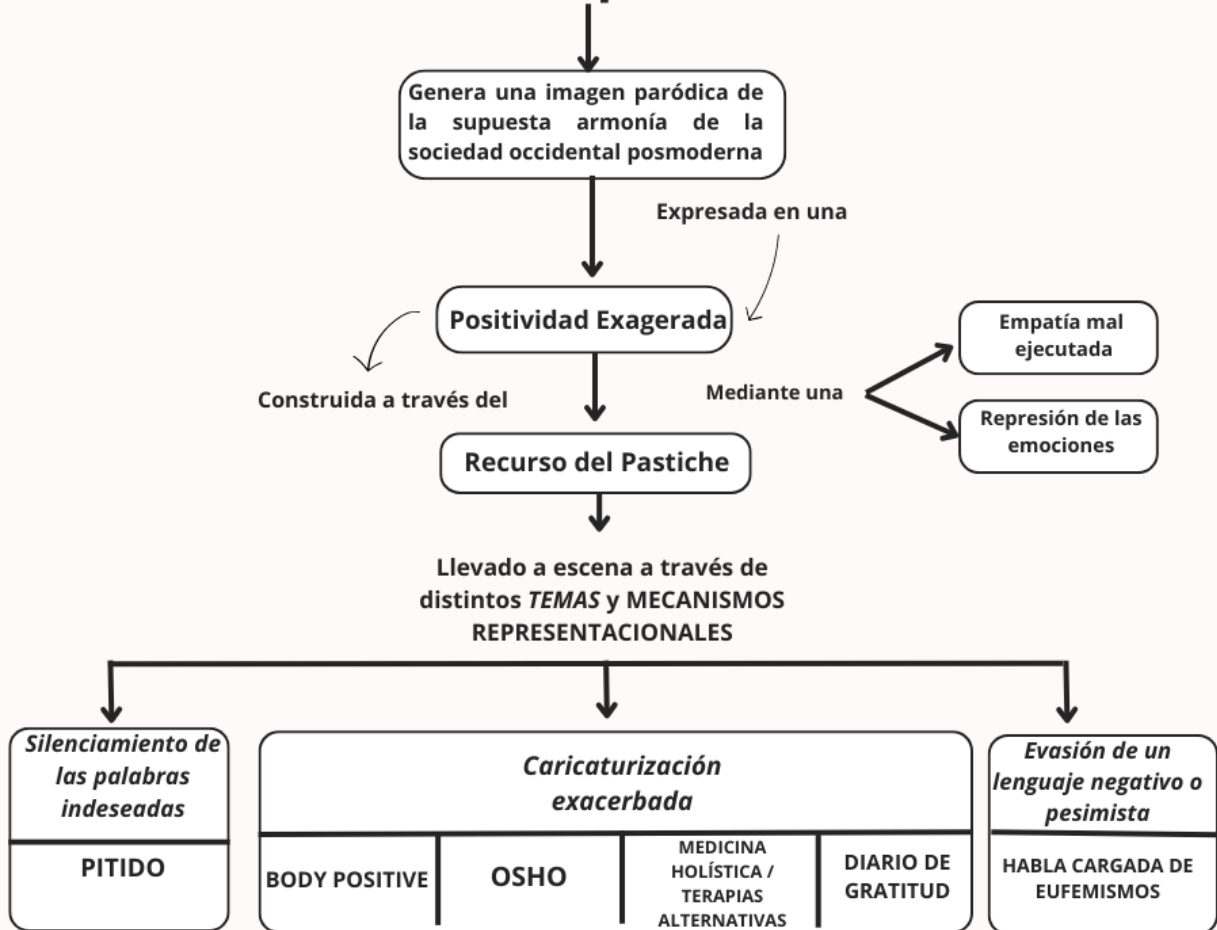 Genera una imagen paródica de
la supuesta armonía de la
sociedad occidental posmoderna
Expresada en una
Positividad Exagerada
Construida a través del
Mediante una
Empatía mal
ejecutada
Represión de las
emociones
Recurso del Pastiche
Llevado a escena a través de
distintos TEMAS y MECANISMOS
REPRESENTACIONALES
Silenciamiento de
las palabras
indeseadas
PITIDO
Caricaturización
exacerbada
BODY POSITIVE
OSHO
MEDICINA
HOLÍSTICA /
TERAPIAS
ALTERNATIVAS
DIARIO DE
GRATITUD
Evasión de un
lenguaje negativo o
pesimista
HABLA CARGADA DE
EUFEMISMOS